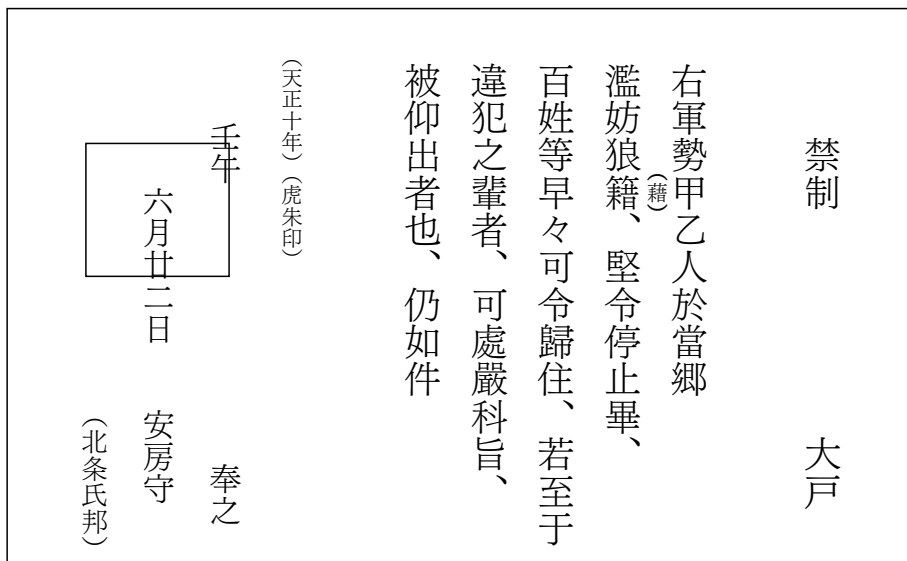 禁制　大戸
右軍勢甲乙人於當郷
濫妨狼籍、堅令停止畢、
（藉）
百姓等早々可令歸住、若至于
違犯之輩者、可處嚴科旨、
被仰出者也、仍如件
（天正十年）（虎朱印）
壬午　奉之
六月廿二日　安房守
（北条氏邦）